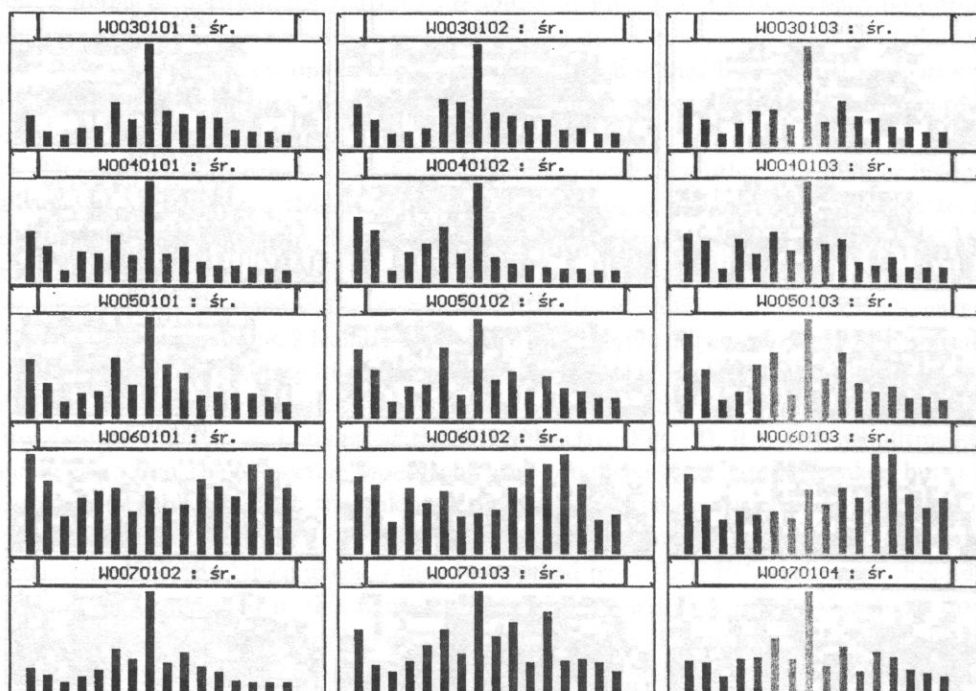 W0030101 : śr.
W0030102 : śr.
W0030103 : śr.
W0040101 : śr.
W0040102 : śr.
W0040103 : śr.
W0050101 : śr.
W0050102 : śr.
W0050103 : śr.
W0060101 : śr.
W0060102 : śr.
W0060103 : śr.
W0070102 : śr.
W0070103 : śr.
W0070104 : śr.